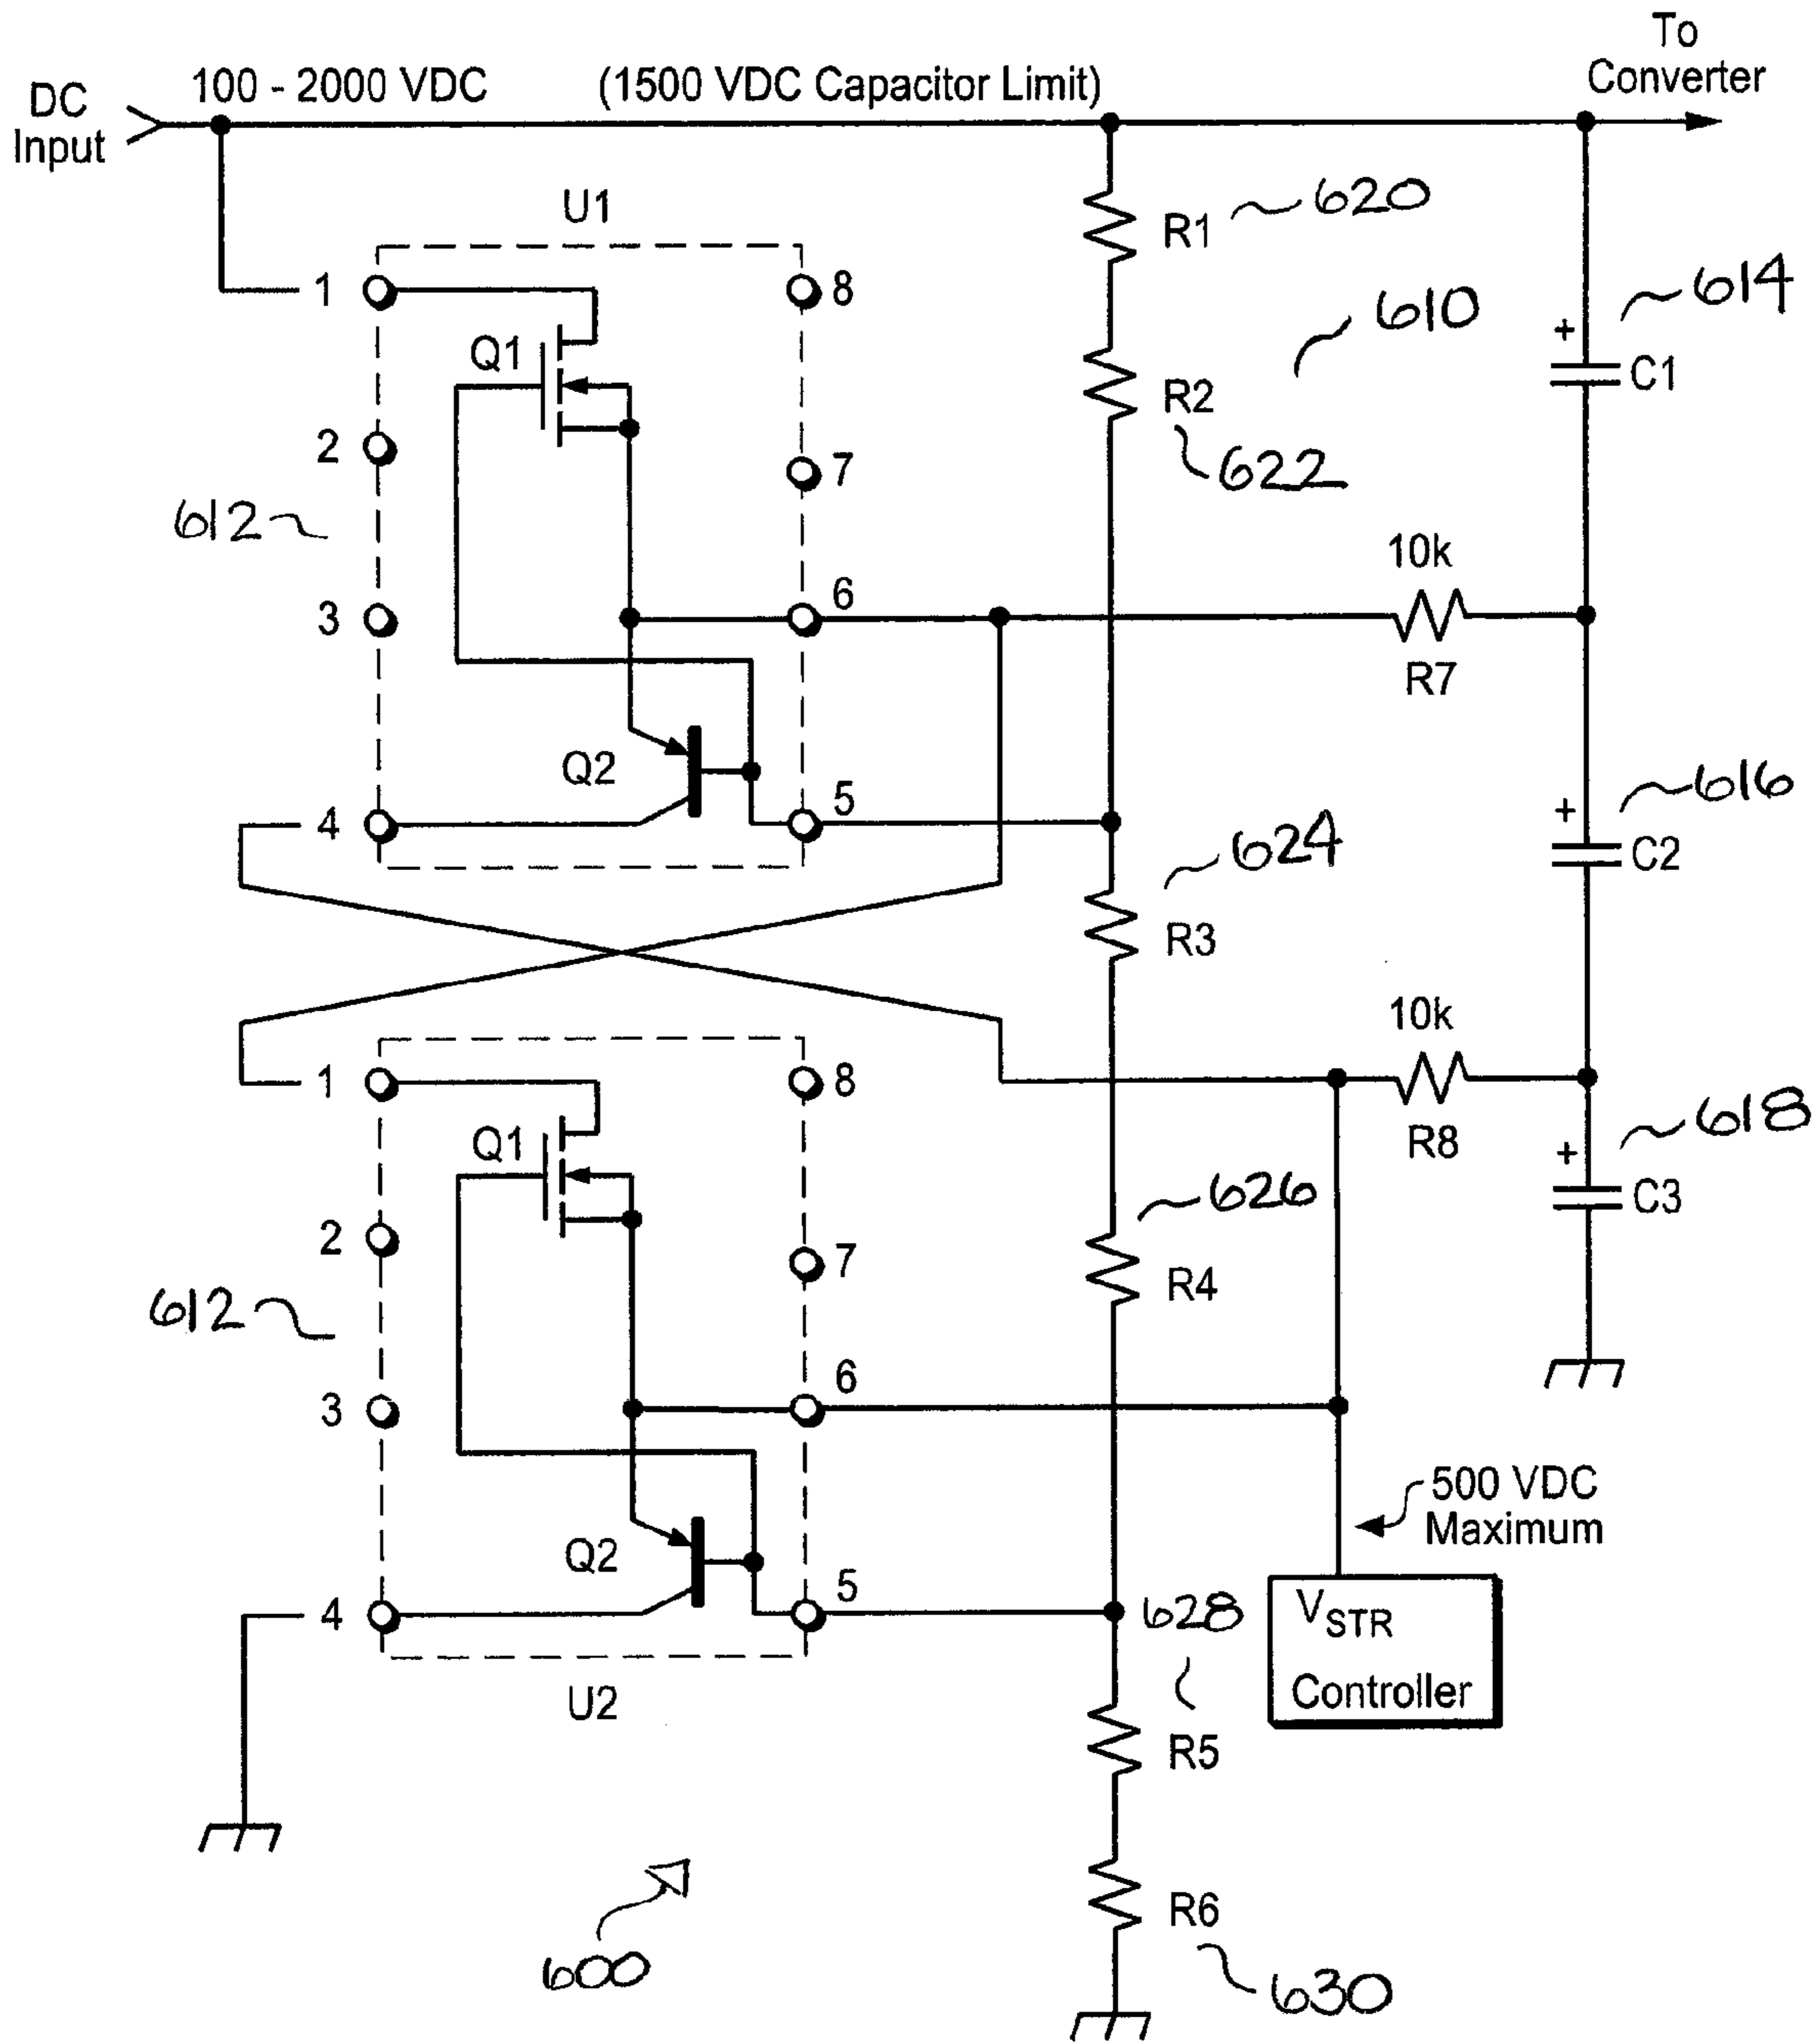 To
Converter
DC
Input
100 - 2000 VDC (1500 VDC Capacitor Limit)
U1
R1
620
614
1
8
610
Q1
R2
C1
2
7
622
612
10k
3
6
R7
Q2
616
4
5
624
C2
R3
10k
1
8
R8
618
Q1
626
C3
2
7
R4
612
3
6
500 VDC
Maximum
Q2
4
5
628
VSTR
Controller
U2
R5
R6
600
630